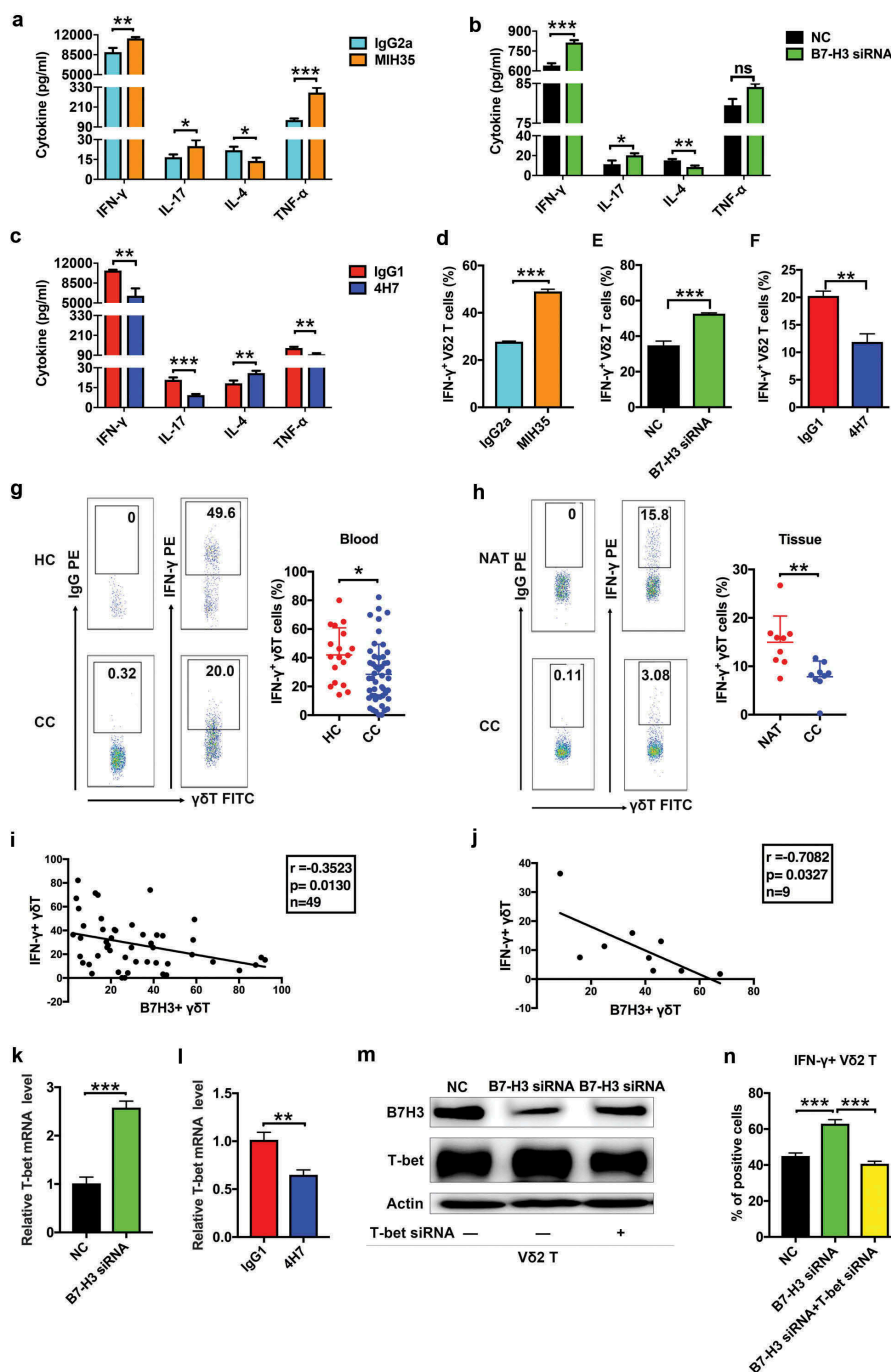 a
Cytokine (pg/ml)
12000
8500
5000
330
210
90
30
15
0
**
*
*
***
IgG2a
MIH35
IFN-γ
IL-17
IL-4
TNF-α
b
Cytokine (pg/ml)
900
750
600
85
75
40
20
0
***
*
**
ns
NC
B7-H3 siRNA
IFN-γ
IL-17
IL-4
TNF-α
c
Cytokine (pg/ml)
12000
8500
5000
330
210
90
30
15
0
**
***
**
**
IgG1
4H7
IFN-γ
IL-17
IL-4
TNF-α
d
IFN-γ⁺ Vδ2 T cells (%)
60
40
20
0
***
IgG2a
MIH35
E
IFN-γ⁺ Vδ2 T cells (%)
80
60
40
20
0
***
NC
B7-H3 siRNA
F
IFN-γ⁺ Vδ2 T cells (%)
25
20
15
10
5
0
**
IgG1
4H7
g
HC
CC
IgG PE
IFN-γ PE
0
49.6
0.32
20.0
γδT FITC
Blood
IFN-γ⁺ γδT cells (%)
100
80
60
40
20
0
*
HC
CC
h
NAT
CC
IgG PE
IFN-γ PE
0
15.8
0.11
3.08
γδT FITC
Tissue
IFN-γ⁺ γδT cells (%)
30
20
10
0
**
NAT
CC
i
IFN-γ+ γδT
100
80
60
40
20
0
-20
20
40
60
80
100
B7H3+ γδT
r =-0.3523
p= 0.0130
n=49
j
IFN-γ+ γδT
40
30
20
10
0
-10
20
40
60
80
B7H3+ γδT
r =-0.7082
p= 0.0327
n=9
k
Relative T-bet mRNA level
3
2
1
0
***
NC
B7-H3 siRNA
l
Relative T-bet mRNA level
1.5
1.0
0.5
0.0
**
IgG1
4H7
m
NC B7-H3 siRNA B7-H3 siRNA
B7H3
T-bet
Actin
T-bet siRNA — — +
Vδ2 T
n
IFN-γ+ Vδ2 T
% of positive cells
80
60
40
20
0
*** ***
NC
B7-H3 siRNA
B7-H3 siRNA+T-bet siRNA